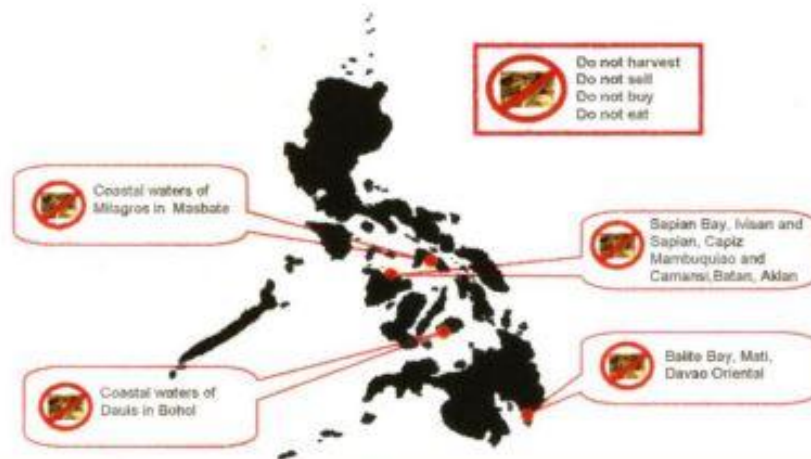 Do not harvest
Do not sell
Do not buy
Do not eat
Coastal waters of
Milagros in Masbate
Sapian Bay, Ivisan and
Sapian, Capiz
Mambuquiao and
Camansi,Batan, Aklan
Coastal waters of
Dauis in Bohol
Balite Bay, Mati,
Davao Oriental